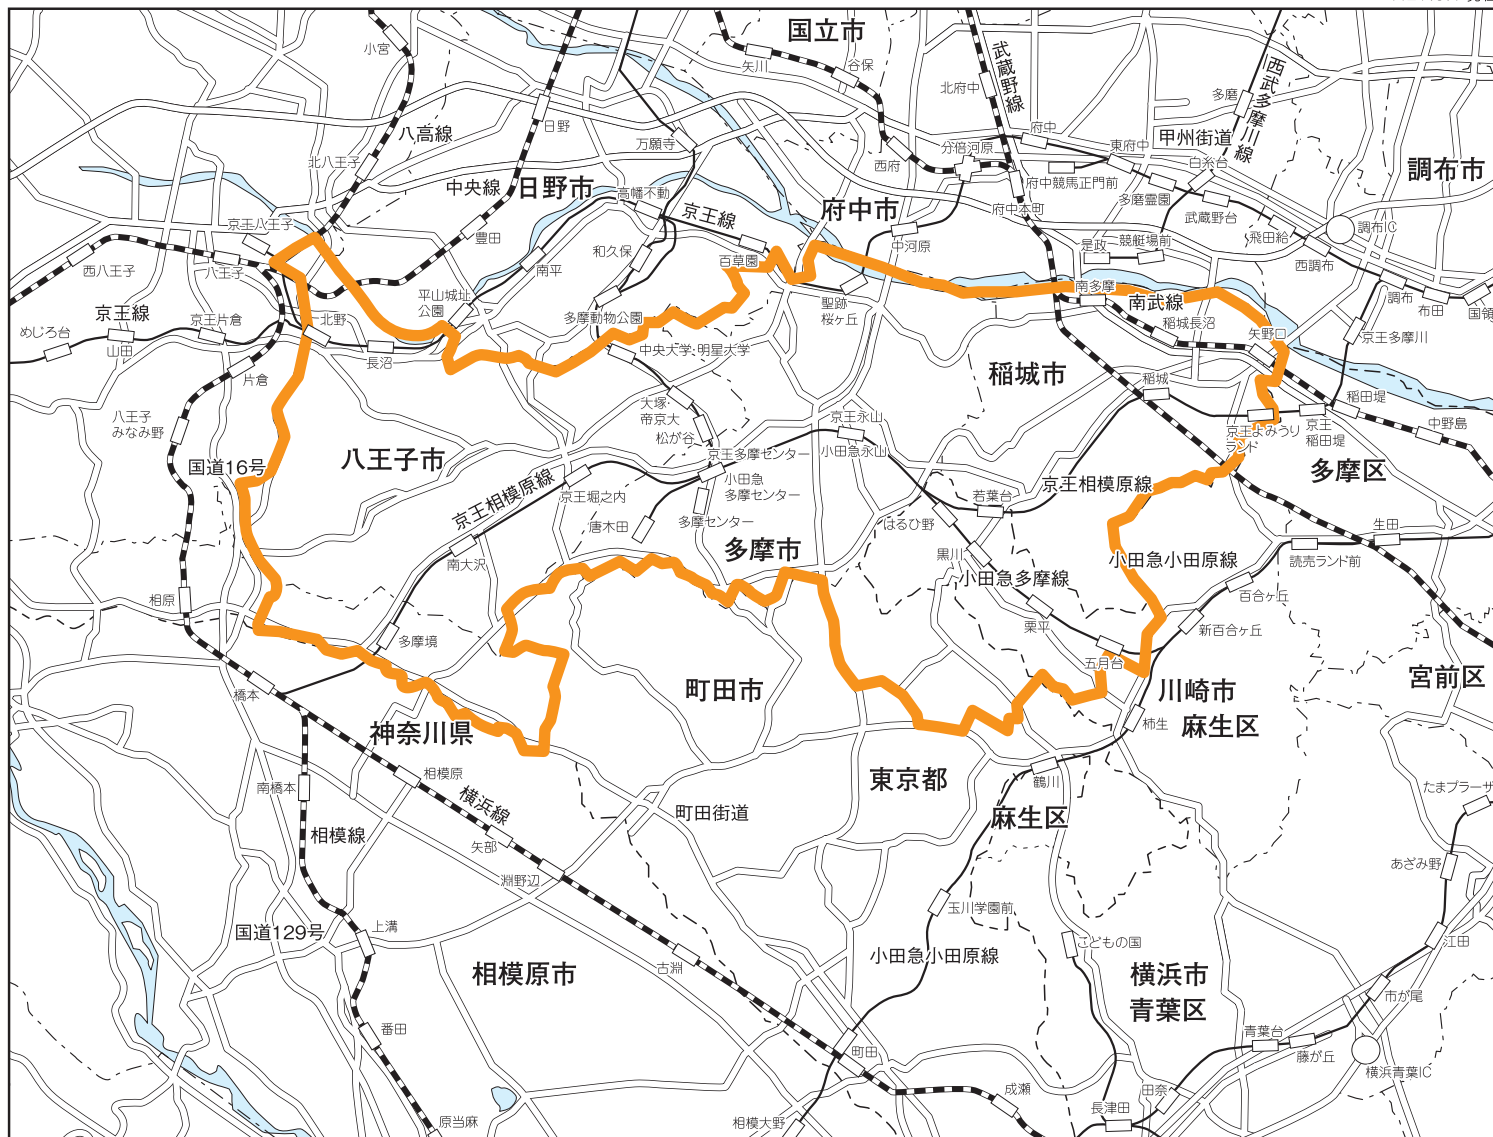 国立市
小宮
矢川
谷保
武蔵野線
北府中
西武多摩川線
多磨
八高線
日野
万願寺
府中
甲州街道
東府中
分倍河原
西府
白糸台
調布市
北八王子
中央線
日野市
高幡不動
府中競馬正門前
多磨霊園
府中本町
武蔵野台
京王線
府中市
京王八王子
豊田
和久保
中河原
是政
競艇場前
飛田給
調布IC
西八王子
八王子
南平
百草園
西調布
平山城址
公園
聖跡
桜ヶ丘
南多摩
南武線
調布
布田
国領
京王線
京王片倉
北野
多摩動物公園
稲城長沼
矢野口
京王多摩川
めじろ台
山田
長沼
中央大学・明星大学
片倉
稲城市
稲城
稲田堤
大塚・
帝京大
八王子
みなみ野
松が谷
京王永山
京王よみうり
ランド
京王
稲田堤
中野島
国道16号
八王子市
京王多摩センター
小田急永山
多摩区
小田急
多摩センター
京王相模原線
京王堀之内
京王相模原線
若葉台
唐木田
多摩センター
はるひ野
生田
多摩市
黒川
南大沢
小田急多摩線
小田急小田原線
読売ランド前
相原
百合ヶ丘
栗平
新百合ヶ丘
多摩境
五月台
橋本
町田市
川崎市
麻生区
宮前区
柿生
神奈川県
相模原
東京都
鶴川
南橋本
横浜線
町田街道
麻生区
たまプラーザ
相模線
矢部
あざみ野
淵野辺
玉川学園前
国道129号
上溝
こどもの国
江田
小田急小田原線
相模原市
古淵
横浜市
青葉区
市が尾
番田
町田
青葉台
藤が丘
横浜青葉IC
成瀬
田奈
長津田
原当麻
相模大野